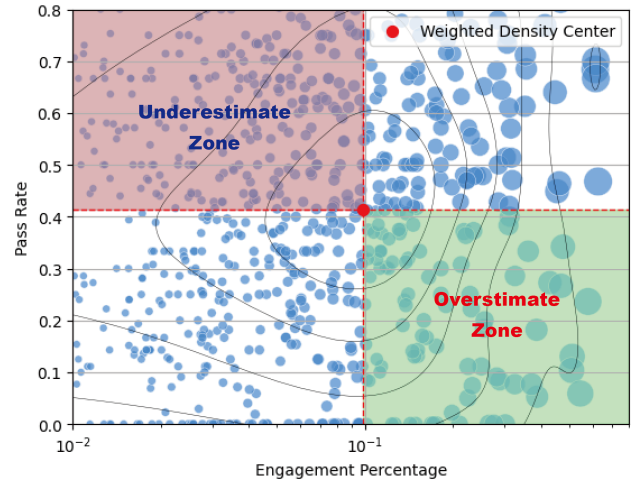 0.8
Weighted Density Center
0.7
0.6
Underestimate
Zone
0.5
Pass Rate
0.4
0.3
Overstimate
Zone
0.2
0.1
0.0
10⁻²
10⁻¹
Engagement Percentage